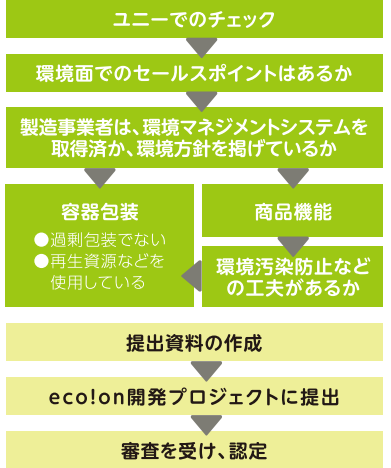 ユニーでのチェック
環境面でのセールスポイントはあるか
製造事業者は、環境マネジメントシステムを
取得済か、環境方針を掲げているか
容器包装
●過剰包装でない
●再生資源などを
使用している
商品機能
環境汚染防止など
の工夫があるか
提出資料の作成
eco!on開発プロジェクトに提出
審査を受け、認定